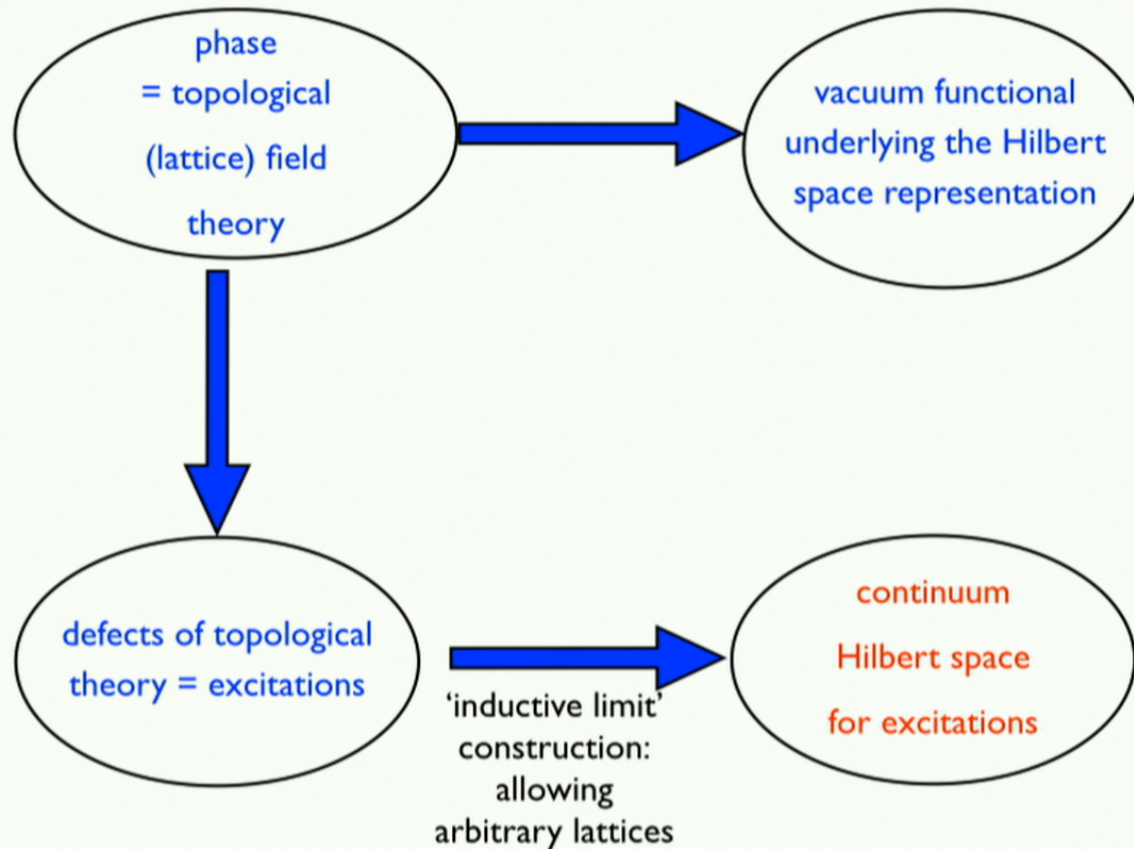 phase
= topological
(lattice) field
theory
vacuum functional
underlying the Hilbert
space representation
defects of topological
theory = excitations
‘inductive limit’
construction:
allowing
arbitrary lattices
continuum
Hilbert space
for excitations